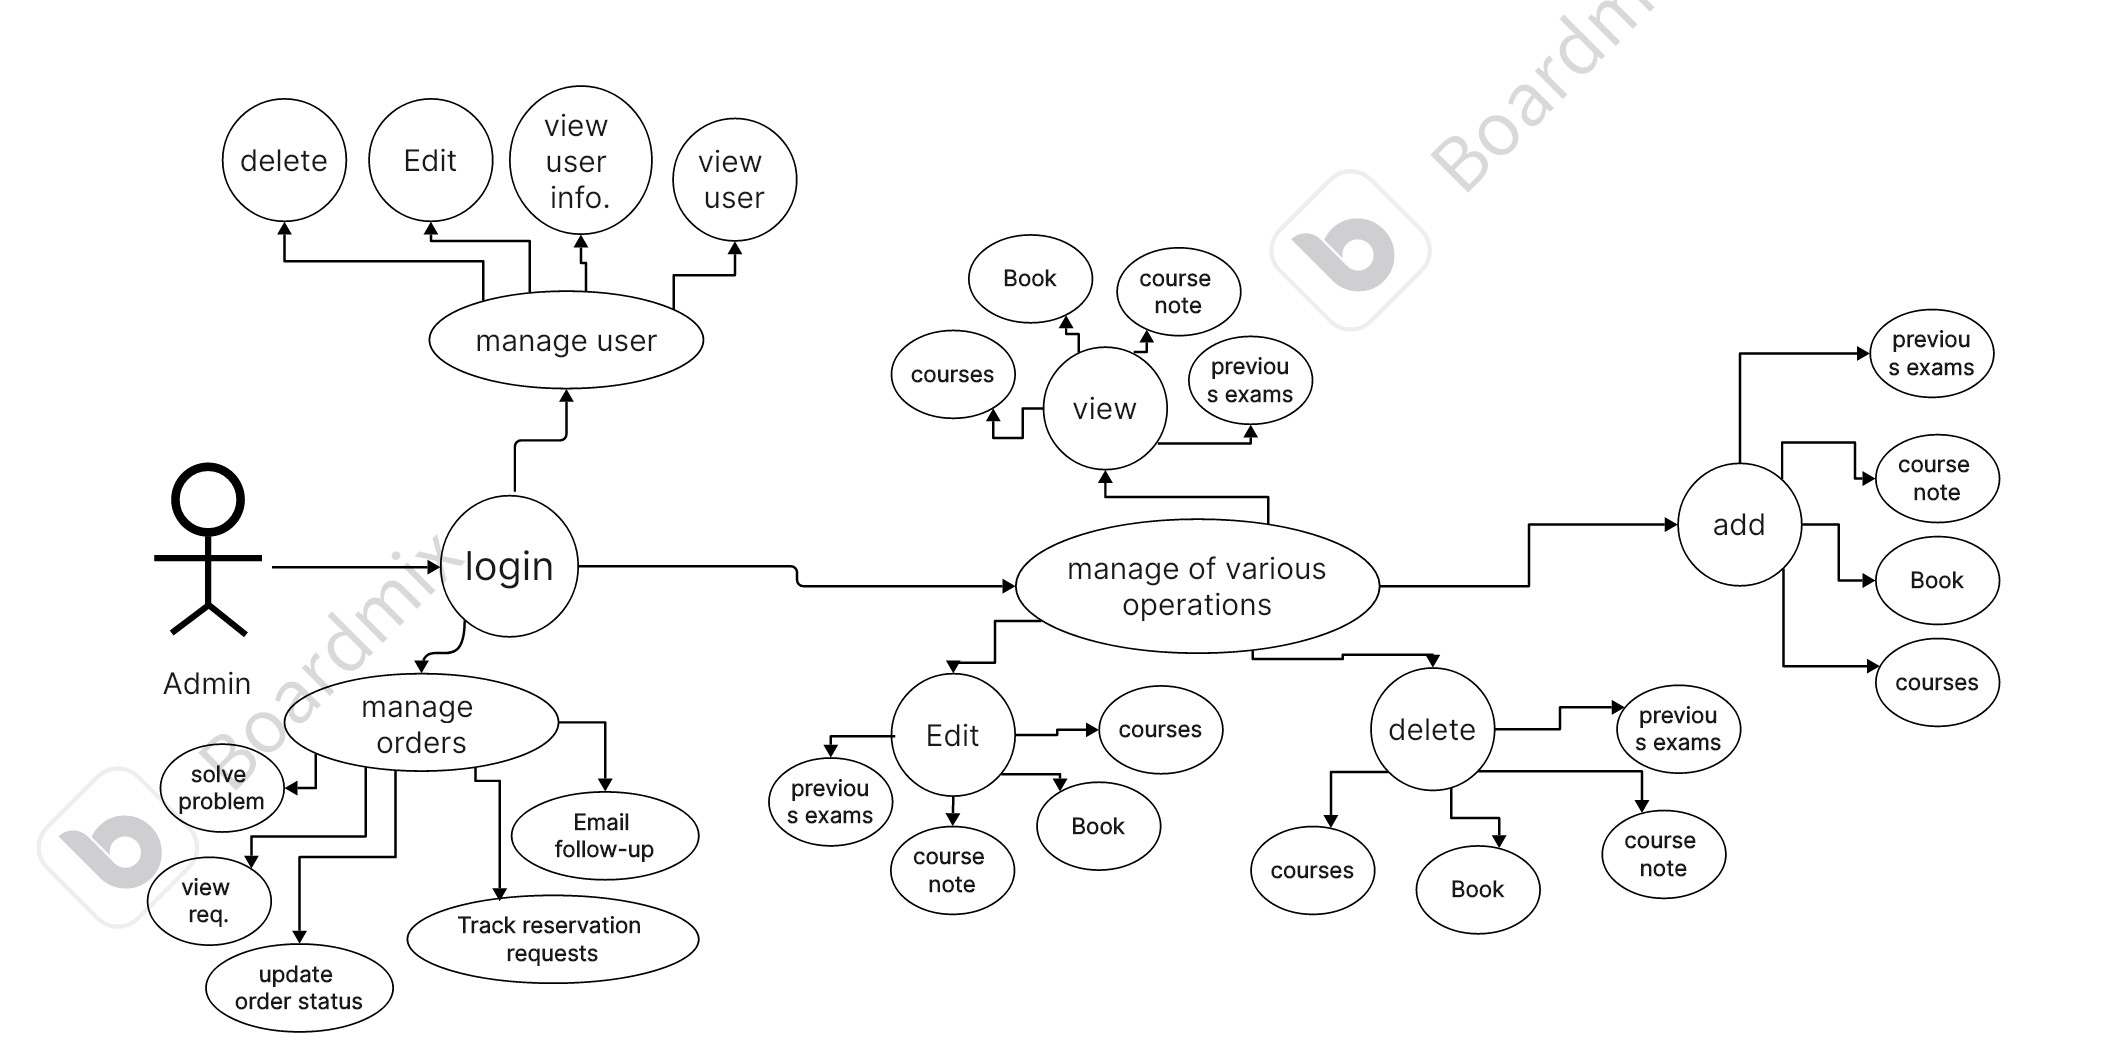 Boardmix
delete
Edit
view
user
info.
view
user
manage user
Admin
login
manage
orders
solve
problem
view
req.
update
order status
Track reservation
requests
Email
follow-up
manage of various
operations
view
courses
Book
course
note
previou
s exams
add
previou
s exams
course
note
Book
courses
Edit
previou
s exams
course
note
Book
courses
delete
previou
s exams
course
note
Book
courses
Boardm